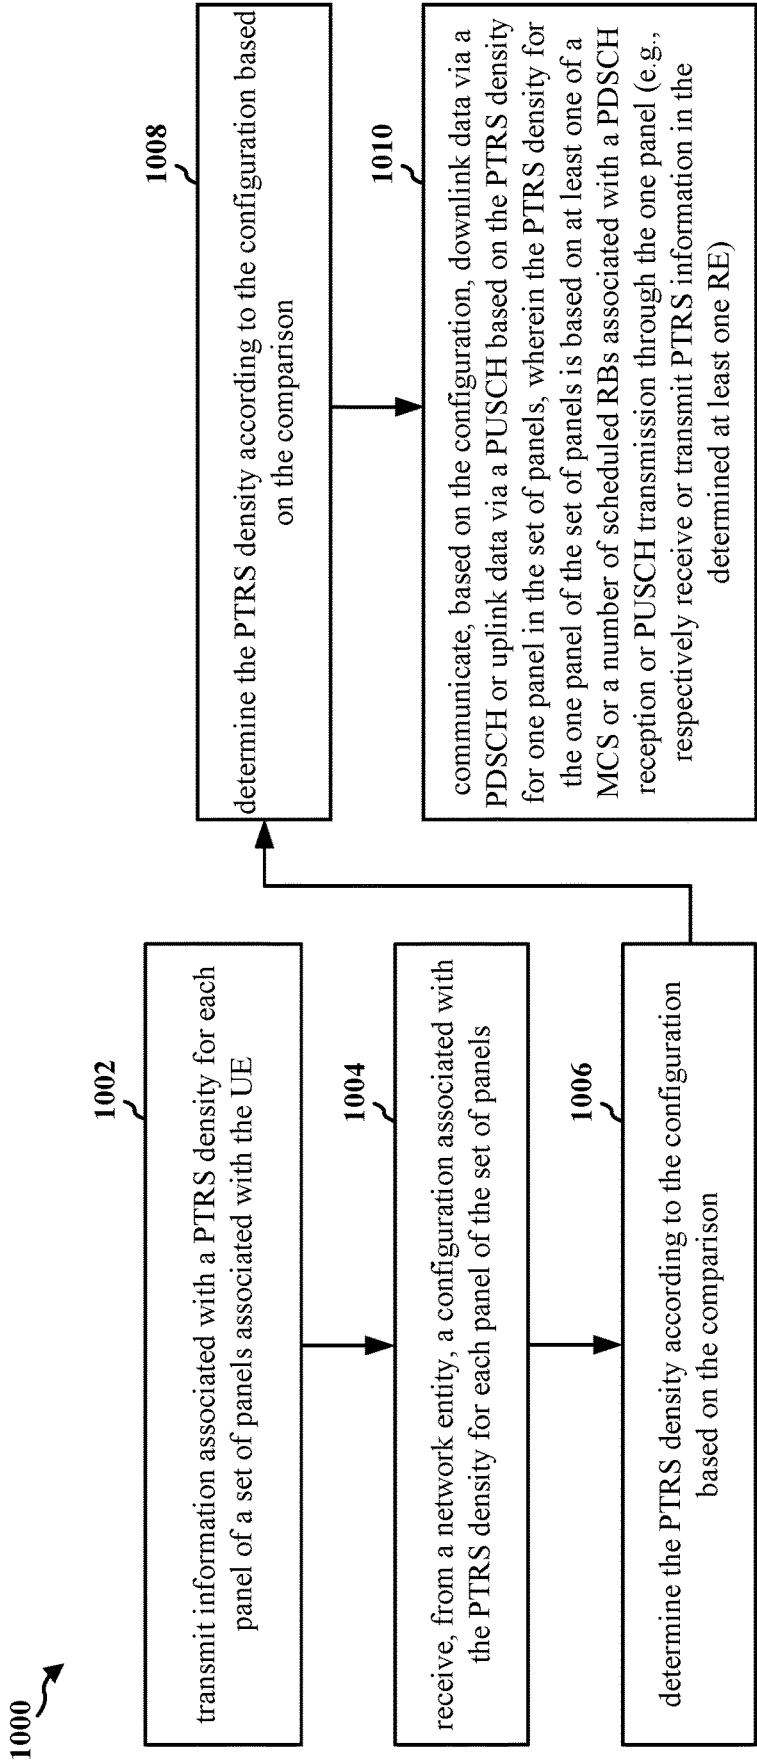 1000
1002
transmit information associated with a PTRS density for each
panel of a set of panels associated with the UE
1004
receive, from a network entity, a configuration associated with
the PTRS density for each panel of the set of panels
1006
determine the PTRS density according to the configuration
based on the comparison
1008
determine the PTRS density according to the configuration based
on the comparison
1010
communicate, based on the configuration, downlink data via a
PDSCH or uplink data via a PUSCH based on the PTRS density
for one panel in the set of panels, wherein the PTRS density for
the one panel of the set of panels is based on at least one of a
MCS or a number of scheduled RBs associated with a PDSCH
reception or PUSCH transmission through the one panel (e.g.,
respectively receive or transmit PTRS information in the
determined at least one RE)